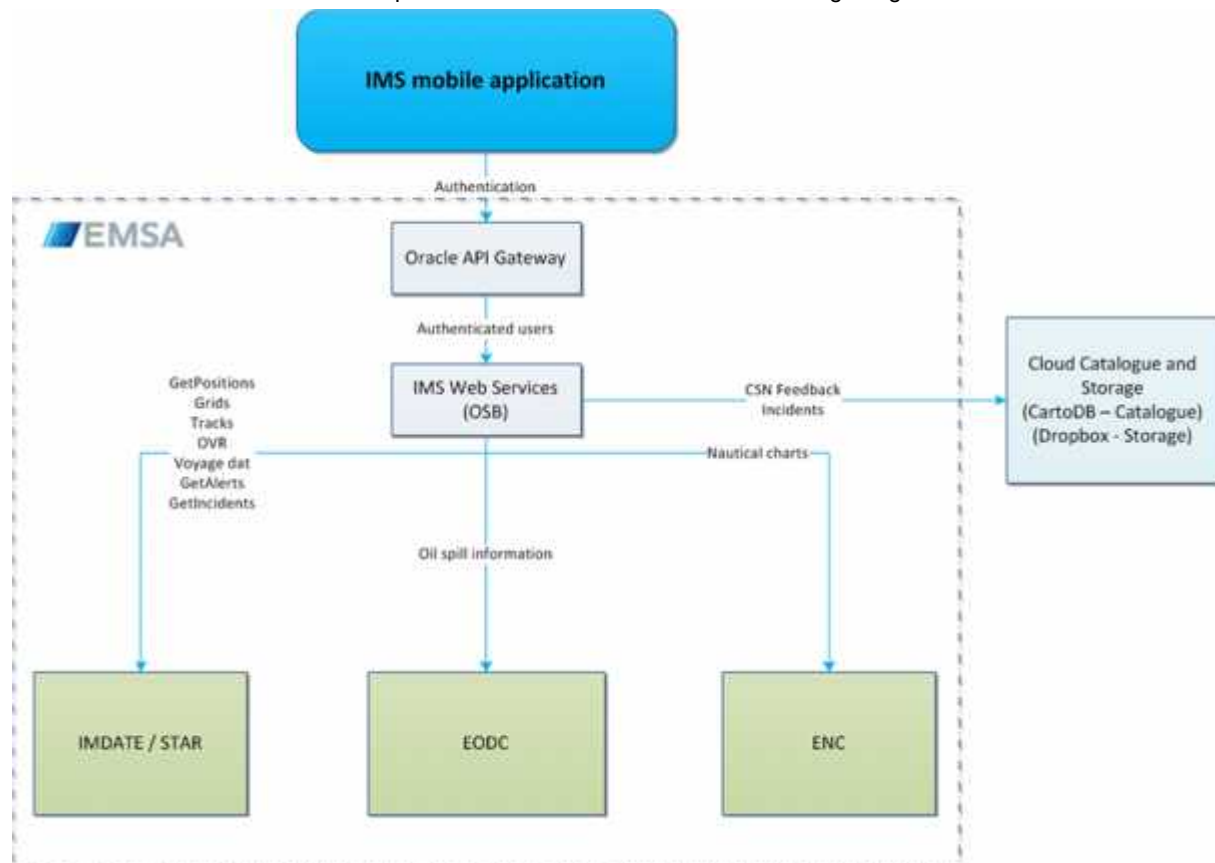 IMS mobile application
Authentication
EMSA
Oracle API Gateway
Authenticated users
IMS Web Services
(OSB)
GetPositions
Grids
Tracks
OVR
Voyage dat
GetAlerts
GetIncidents
CSN Feedback
Incidents
Cloud Catalogue and
Storage
(CartoDB – Catalogue)
(Dropbox - Storage)
Nautical charts
Oil spill information
IMDATE / STAR
EODC
ENC